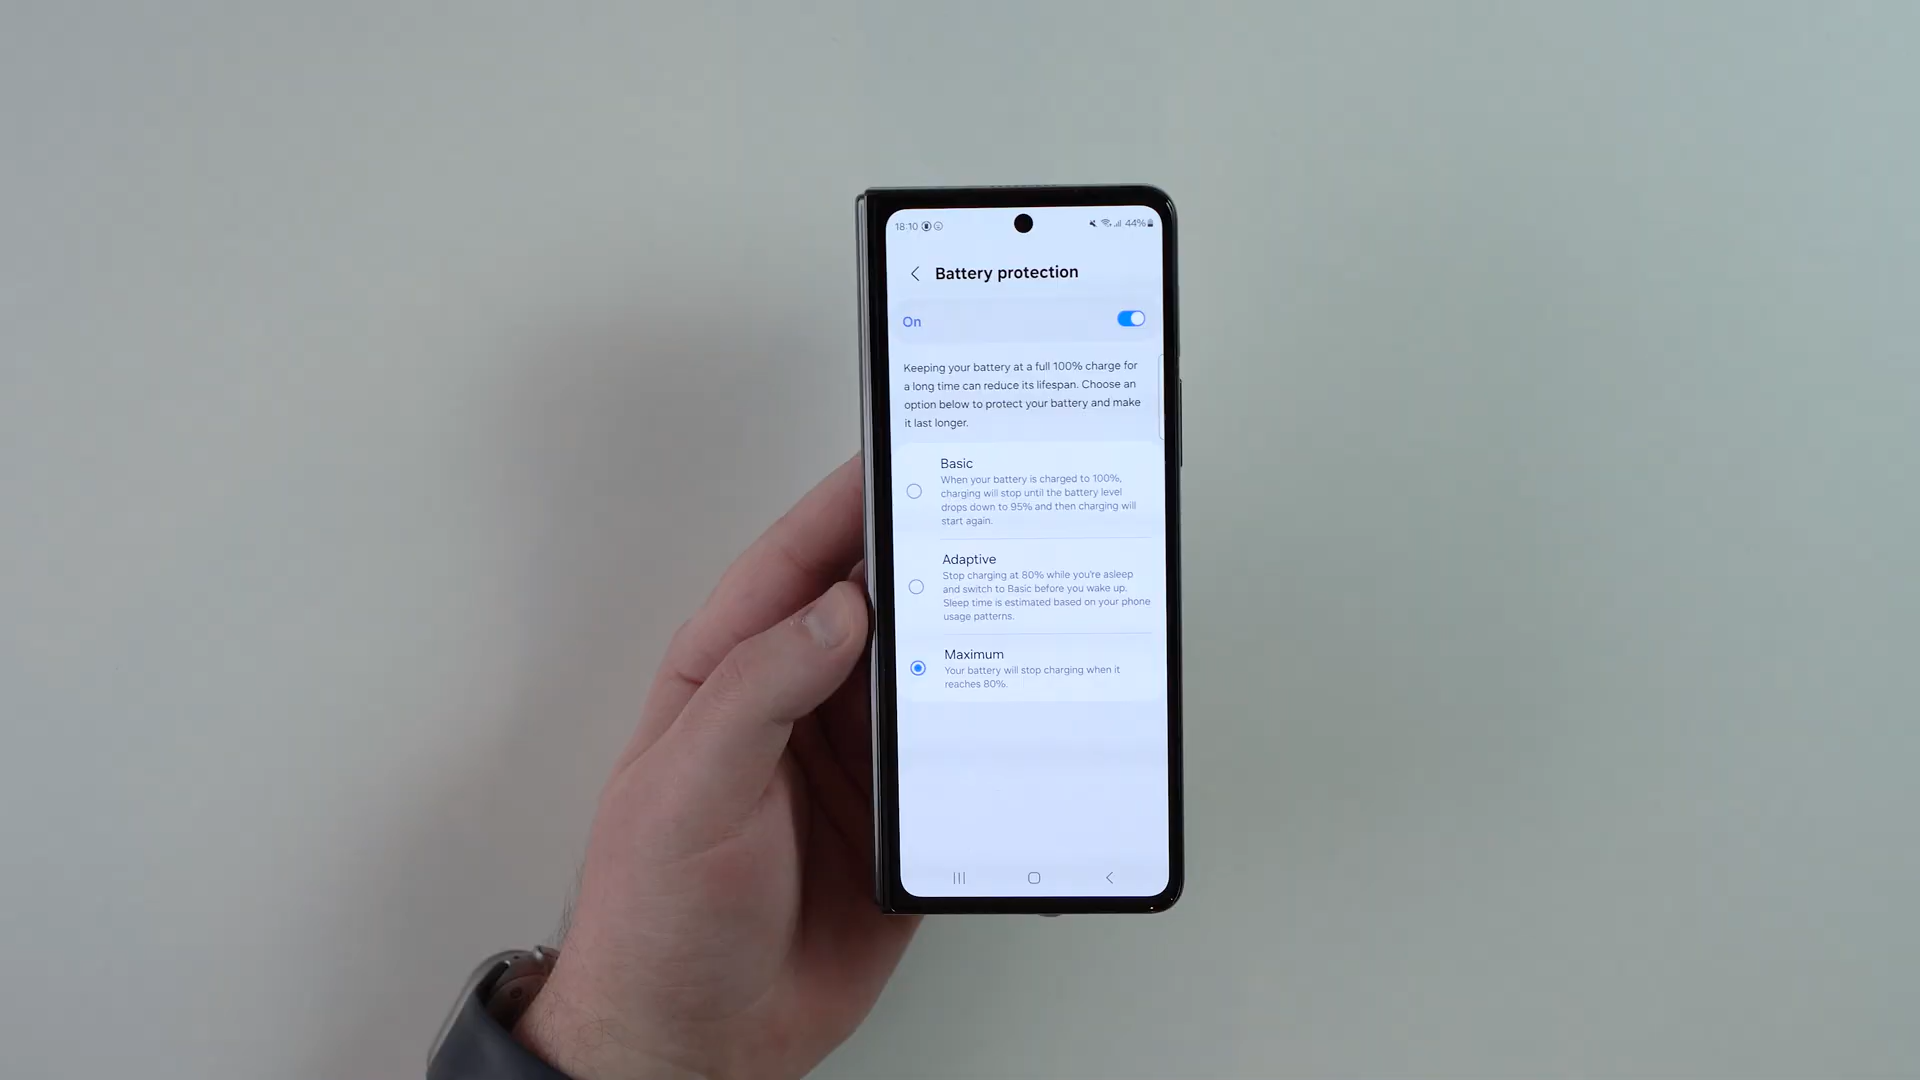 18:10
44%
Battery protection
On
Keeping your battery at a full 100% charge for
a long time can reduce its lifespan. Choose an
option below to protect your battery and make
it last longer.
Basic
When your battery is charged to 100%,
charging will stop until the battery level
drops down to 95% and then charging will
start again.
Adaptive
Stop charging at 80% while you're asleep
and switch to Basic before you wake up.
Sleep time is estimated based on your phone
usage patterns.
Maximum
Your battery will stop charging when it
reaches 80%.